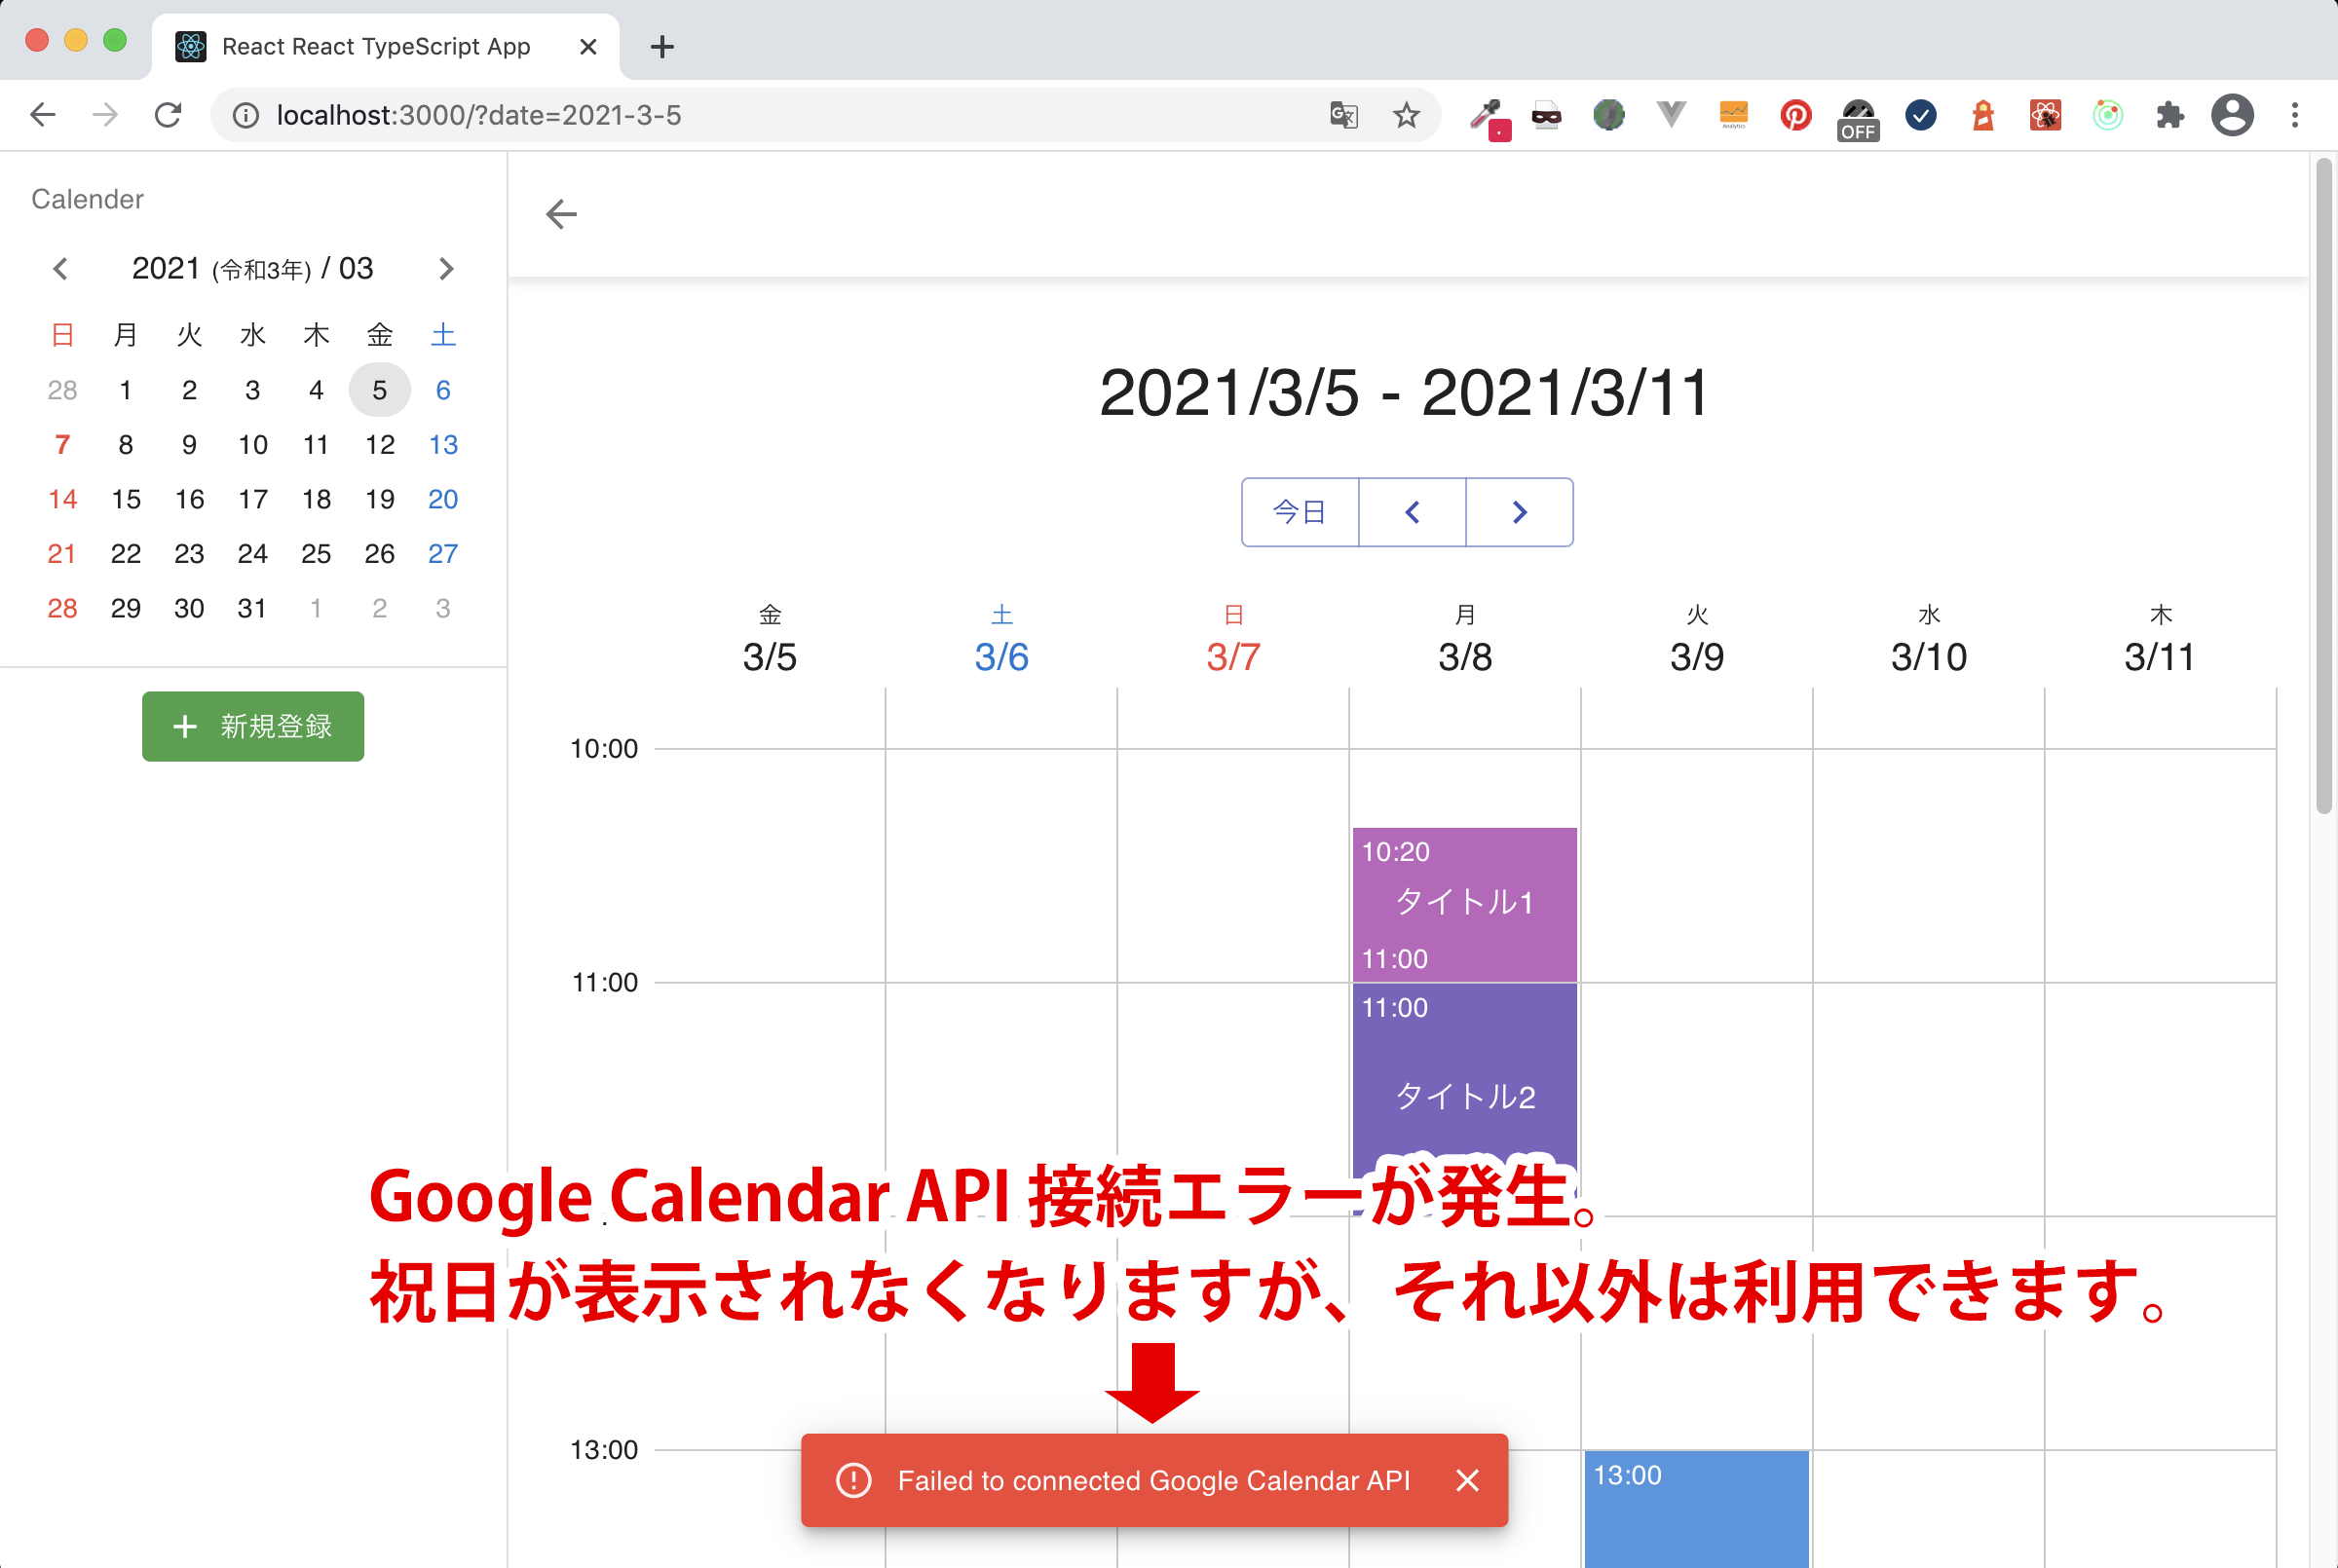 React React TypeScript App
localhost:3000/?date=2021-3-5
OFF
Calender
2021 (令和3年) / 03
日 月 火 水 木 金 土
28 1 2 3 4 5 6
7 8 9 10 11 12 13
14 15 16 17 18 19 20
21 22 23 24 25 26 27
28 29 30 31 1 2 3
+ 新規登録
2021/3/5 - 2021/3/11
今日
金 土 日 月 火 水 木
3/5 3/6 3/7 3/8 3/9 3/10 3/11
10:00
10:20
タイトル1
11:00
11:00
11:00
タイトル2
Google Calendar API 接続エラーが発生。
祝日が表示されなくなりますが、それ以外は利用できます。
13:00
Failed to connected Google Calendar API
13:00